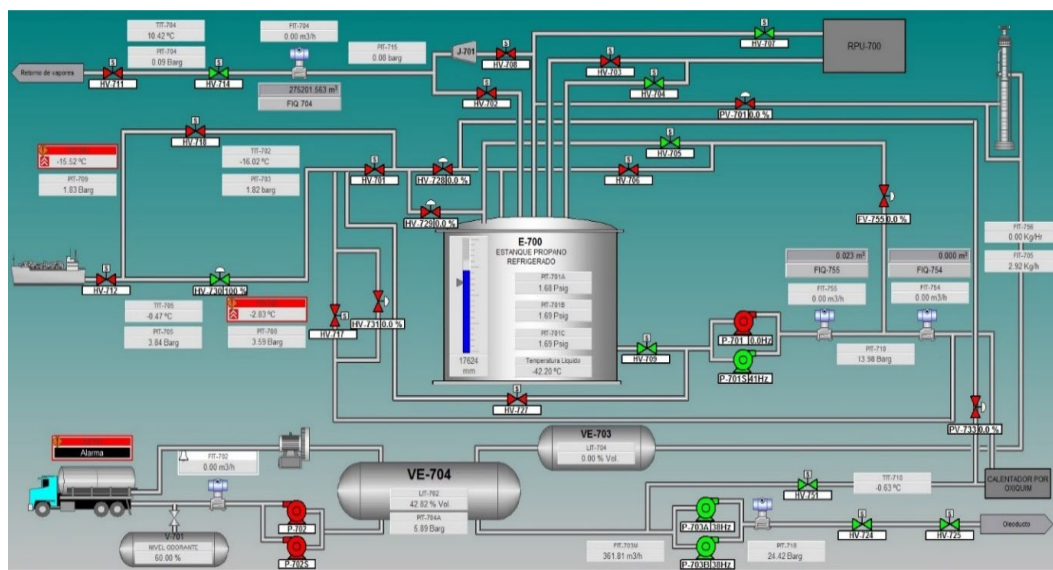 TIT-704
10.42 ºC
PIT-704
0.09 Barg
FIT-704
0.00 m3/h
PIT-715
0.00 barg
J-701
HV-708
HV-707
RPU-700
Retorno de vapores
HV-711
HV-714
275201.563 m³
FIQ 704
HV-702
HV-703
HV-704
PV-701 0.0 %
HV-710
-15.52 ºC
PIT-709
1.83 Barg
TIT-702
-16.02 ºC
PIT-703
1.82 barg
HV-701
HV-728 0.0 %
HV-705
HV-706
HV-729 0.0 %
FV-755 0.0 %
E-700
ESTANQUE PROPANO
REFRIGERADO
PIT-701A
1.68 Psig
PIT-701B
1.69 Psig
PIT-701C
1.69 Psig
Temperatura Liquido
-42.20 ºC
17624
mm
FIT-756
0.00 Kg/Hr
FIT-705
2.92 Kg/h
0.023 m³
FIQ-755
0.000 m³
FIQ-754
FIT-755
0.00 m3/h
FIT-754
0.00 m3/h
HV-712
HV-730 100 %
TIT-705
-0.47 ºC
PIT-705
3.84 Barg
-2.03 ºC
PIT-700
3.59 Barg
HV-717
HV-731 0.0 %
HV-709
P-701 0.0Hz
P-701S 41Hz
PIT-719
13.98 Barg
HV-727
PV-733 0.0 %
Alarma
FIT-702
0.00 m3/h
VE-703
LIT-704
0.00 % Vol.
VE-704
LIT-702
42.82 % Vol
PIT-704A
5.89 Barg
TIT-710
-0.63 ºC
HV-751
CALENTADOR POR
OXIQUIM
P-702
P-702S
V-701
NIVEL ODORANTE
60.00 %
P-703A 38Hz
P-703B 38Hz
FIT-703M
361.81 m3/h
PIT-718
24.42 Barg
HV-724
HV-725
Oleoducto